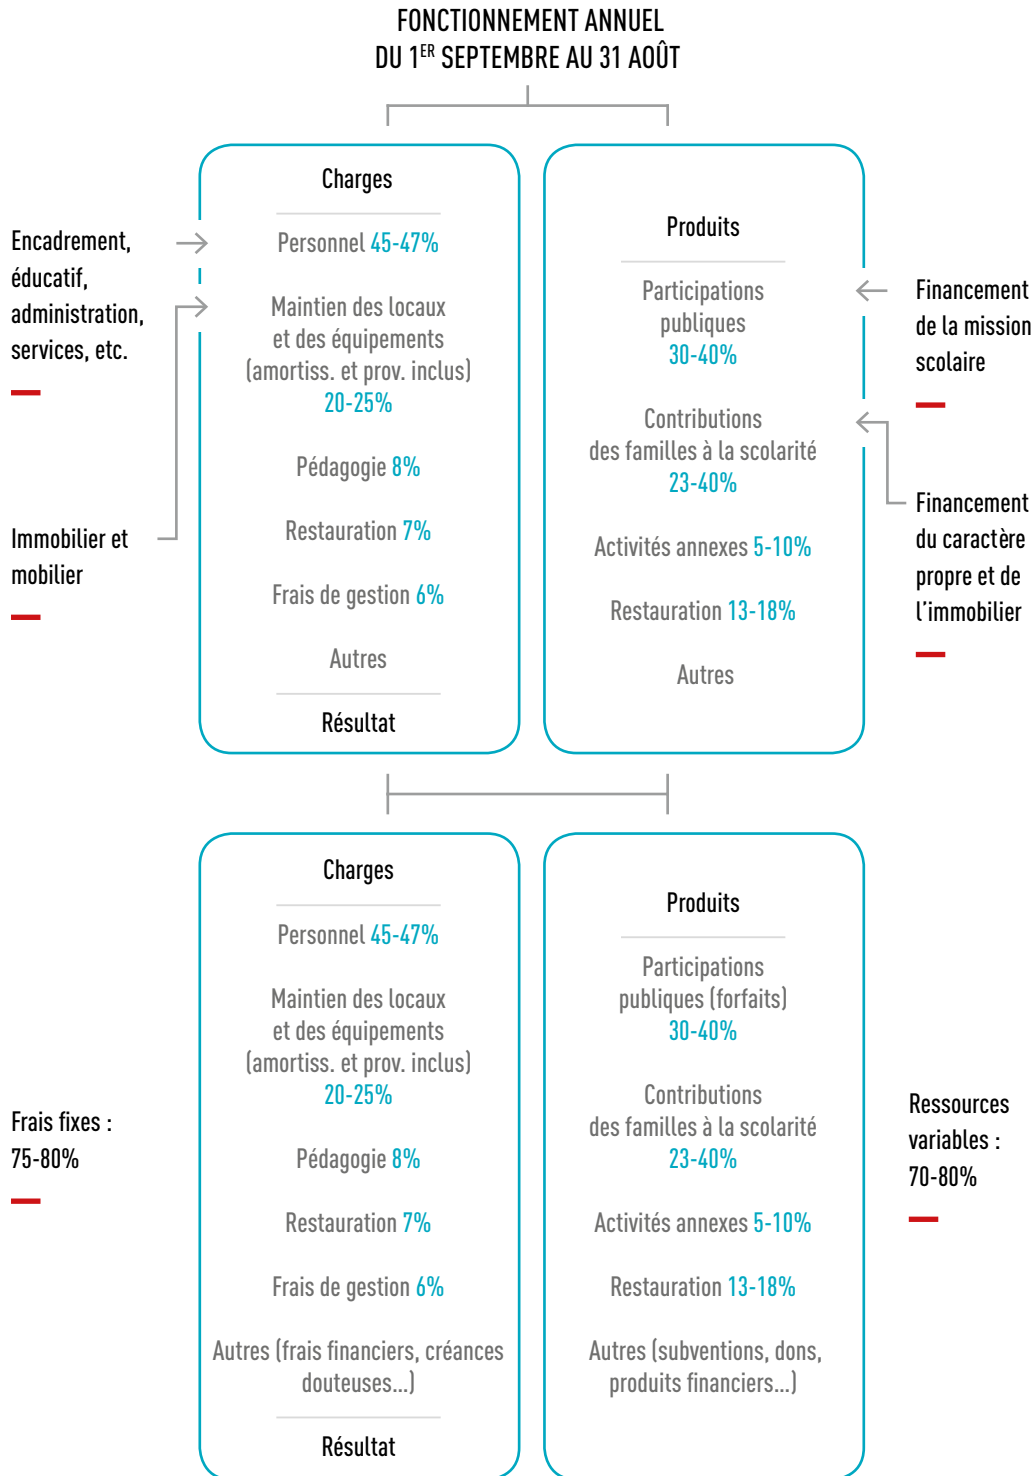 FONCTIONNEMENT ANNUEL
DU 1ER SEPTEMBRE AU 31 AOÛT
Encadrement,
éducatif,
administration,
services, etc.
Immobilier et
mobilier
Charges
Personnel 45-47%
Maintien des locaux
et des équipements
(amortiss. et prov. inclus)
20-25%
Pédagogie 8%
Restauration 7%
Frais de gestion 6%
Autres
Résultat
Produits
Participations
publiques
30-40%
Contributions
des familles à la scolarité
23-40%
Activités annexes 5-10%
Restauration 13-18%
Autres
Financement
de la mission
scolaire
Financement
du caractère
propre et de
l'immobilier
Frais fixes :
75-80%
Charges
Personnel 45-47%
Maintien des locaux
et des équipements
(amortiss. et prov. inclus)
20-25%
Pédagogie 8%
Restauration 7%
Frais de gestion 6%
Autres (frais financiers, créances
douteuses...)
Résultat
Produits
Participations
publiques (forfaits)
30-40%
Contributions
des familles à la scolarité
23-40%
Activités annexes 5-10%
Restauration 13-18%
Autres (subventions, dons,
produits financiers...)
Ressources
variables :
70-80%